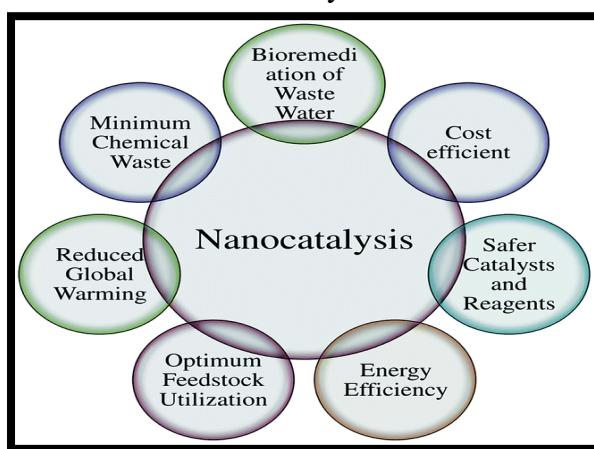 Bioremedi
ation of
Waste
Water
Cost
efficient
Safer
Catalysts
and
Reagents
Energy
Efficiency
Optimum
Feedstock
Utilization
Reduced
Global
Warming
Minimum
Chemical
Waste
Nanocatalysis